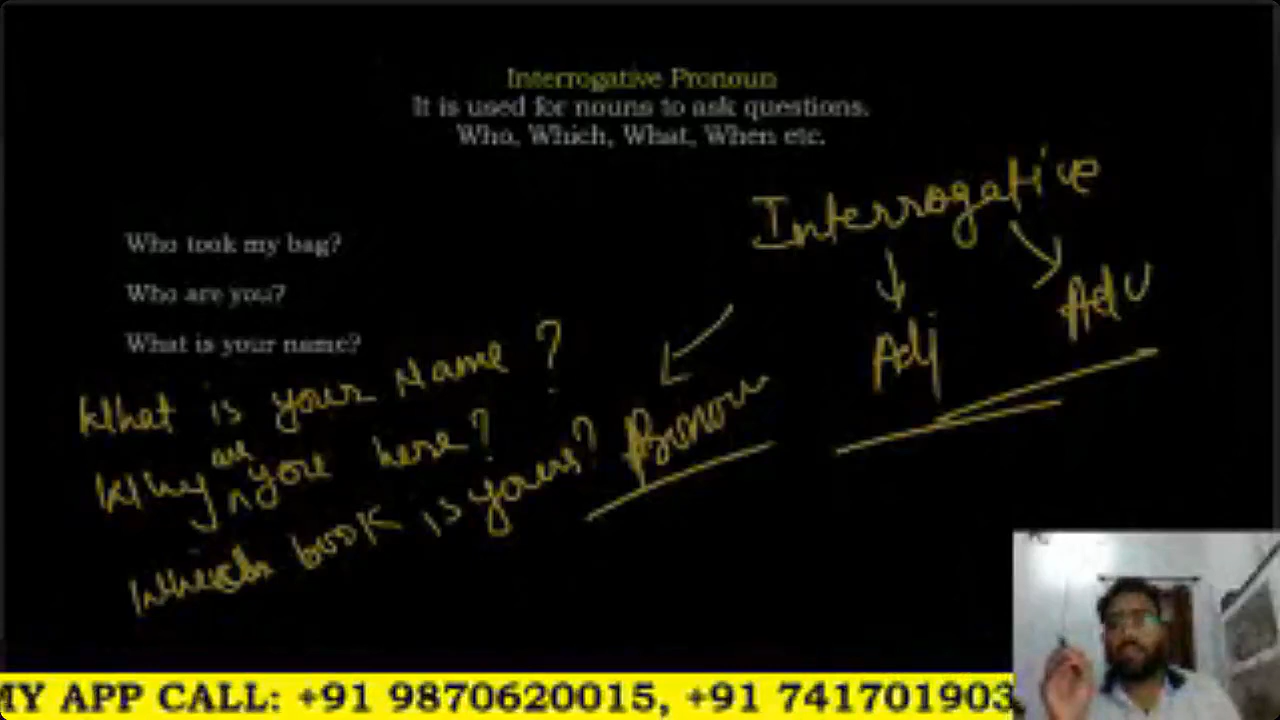 Interrogative Pronoun
It is used for nouns to ask questions.
Who, Which, What, When etc.
Interrogative
Who took my bag?
Adv
Who are you?
What is your name?
Adj
What is your Name ?
Why are you here?
Which book is yours?
MY APP CALL: +91 9870620015, +91 741701903